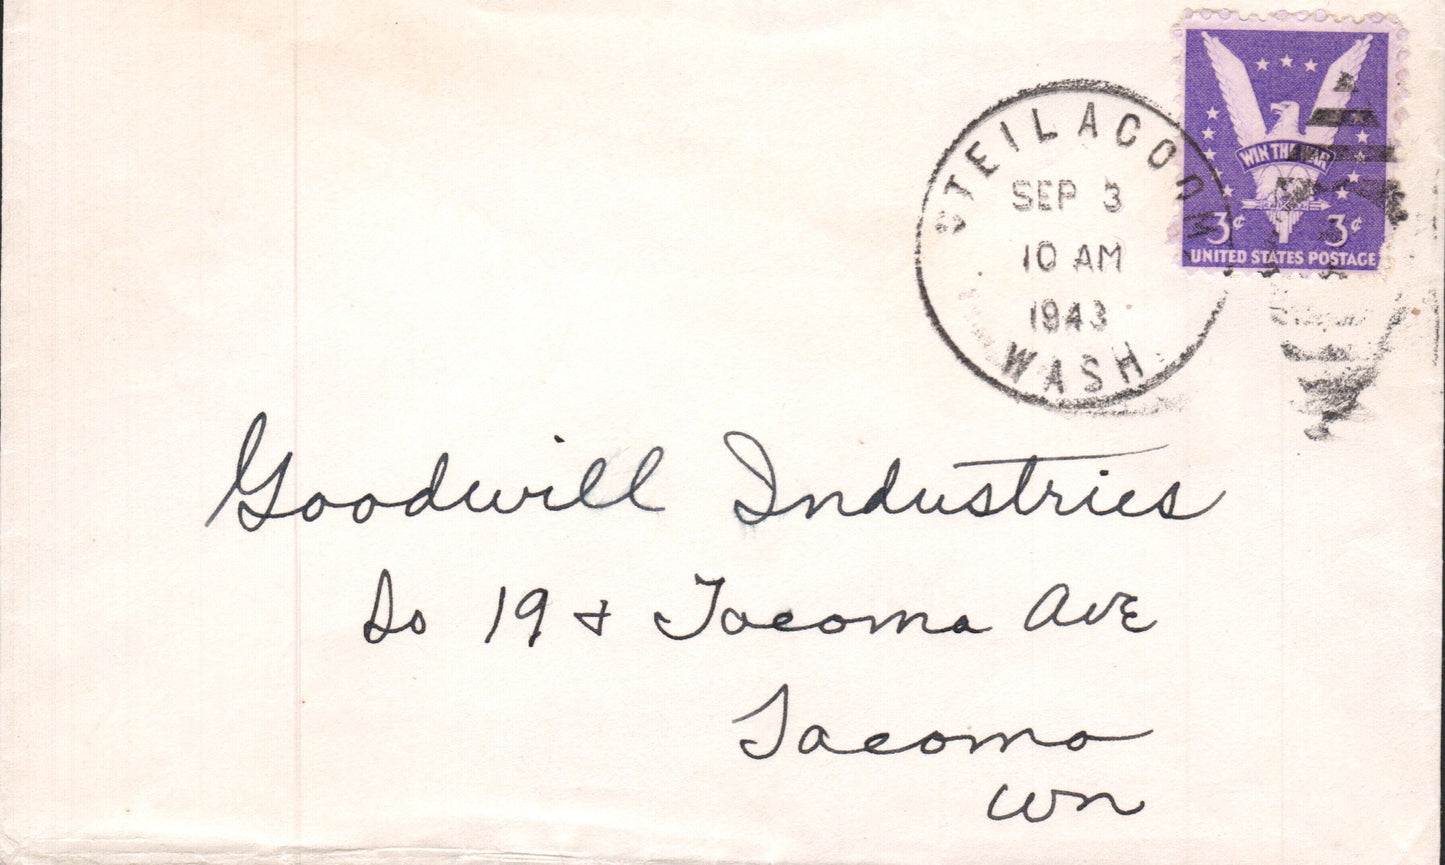 STEILACOOM
SEP 3
10 AM
1943
WASH.
WIN THE WAR
3¢ 3¢
UNITED STATES POSTAGE
Goodwill Industries
So 19 & Tacoma Ave
Tacoma
Wn